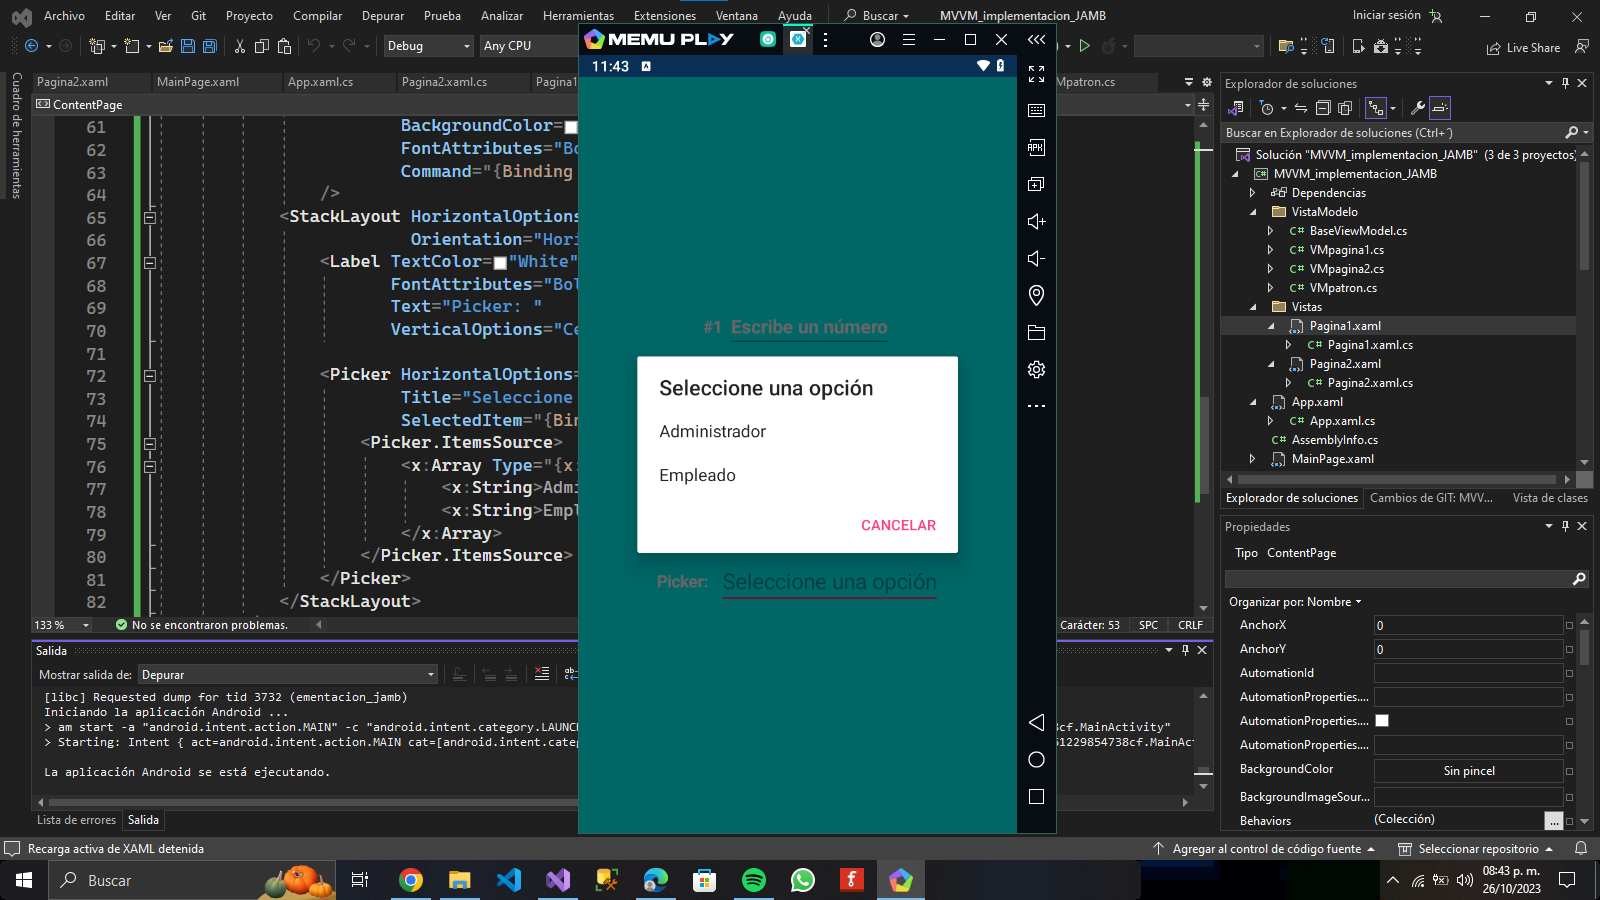 Archivo Editar Ver Git Proyecto Compilar Depurar Prueba Analizar Herramientas Extensiones Ventana Ayuda Buscar MVVM_implementacion_JAMB Iniciar sesión
Debug Any CPU Live Share
MEMU PLAY
11:43
Cuadro de herramientas
Pagina2.xaml MainPage.xaml App.xaml.cs Pagina2.xaml.cs Pagina1 Mpatron.cs
ContentPage
61 BackgroundColor=
62 FontAttributes="Bo
63 Command="{Binding
64 />
65 <StackLayout HorizontalOptions
66 Orientation="Hori
67 <Label TextColor="White"
68 FontAttributes="Bol
69 Text="Picker: "
70 VerticalOptions="Ce
71
72 <Picker HorizontalOptions=
73 Title="Seleccione
74 SelectedItem="{Bin
75 <Picker.ItemsSource>
76 <x:Array Type="{x:
77 <x:String>Admi
78 <x:String>Empl
79 </x:Array>
80 </Picker.ItemsSource>
81 </Picker>
82 </StackLayout>
133 % No se encontraron problemas. Carácter: 53 SPC CRLF
#1 Escribe un número
Seleccione una opción
Administrador
Empleado
CANCELAR
Picker: Seleccione una opción
APK
Salida
Mostrar salida de: Depurar
[libc] Requested dump for tid 3732 (ementacion_jamb)
Iniciando la aplicación Android ...
> am start -a "android.intent.action.MAIN" -c "android.intent.category.LAUNC 8cf.MainActivity"
> Starting: Intent { act=android.intent.action.MAIN cat=[android.intent.categ 51229854738cf.MainAct
La aplicación Android se está ejecutando.
Lista de errores Salida
Explorador de soluciones
Buscar en Explorador de soluciones (Ctrl+´)
Solución "MVVM_implementacion_JAMB" (3 de 3 proyectos)
MVVM_implementacion_JAMB
Dependencias
VistaModelo
C# BaseViewModel.cs
C# VMpagina1.cs
C# VMpagina2.cs
C# VMpatron.cs
Vistas
Pagina1.xaml
C# Pagina1.xaml.cs
Pagina2.xaml
C# Pagina2.xaml.cs
App.xaml
C# App.xaml.cs
C# AssemblyInfo.cs
MainPage.xaml
Explorador de soluciones Cambios de GIT: MVV... Vista de clases
Propiedades
Tipo ContentPage
Organizar por: Nombre
AnchorX 0
AnchorY 0
AutomationId
AutomationProperties....
AutomationProperties....
AutomationProperties....
BackgroundColor Sin pincel
BackgroundImageSour...
Behaviors (Colección) ...
Recarga activa de XAML detenida Agregar al control de código fuente Seleccionar repositorio
Buscar
08:43 p. m.
26/10/2023